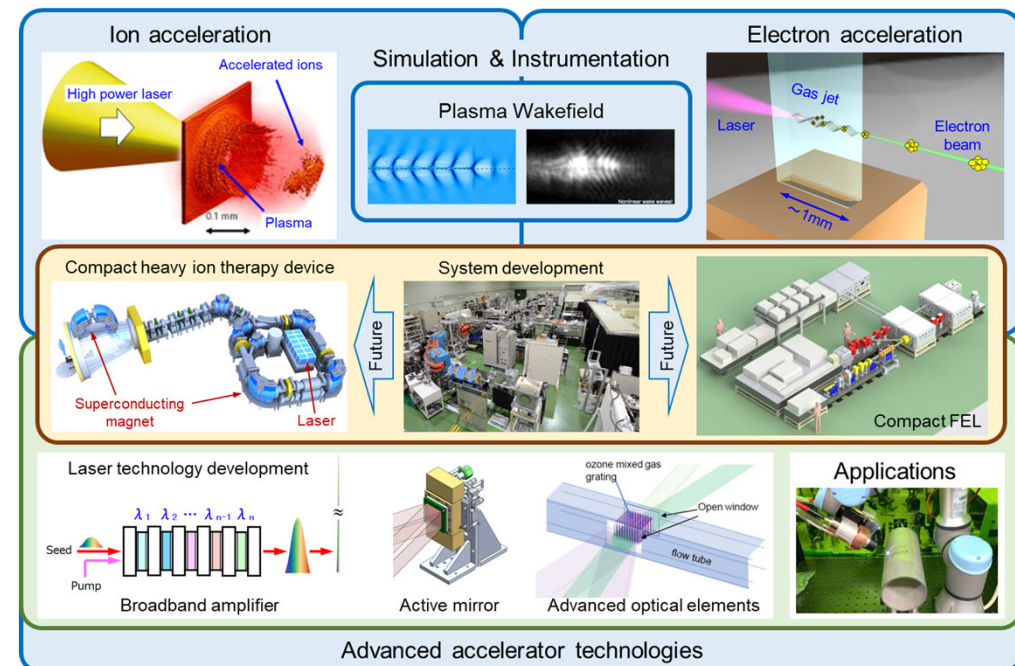 Ion acceleration
High power laser
Accelerated ions
0.1 mm
Plasma
Simulation & Instrumentation
Plasma Wakefield
Nonlinear wake waves!
Electron acceleration
Laser
Gas jet
Electron
beam
~1mm
Compact heavy ion therapy device
Superconducting
magnet
Laser
System development
Future
Future
Compact FEL
Laser technology development
λ1 λ2 ... λn-1 λn
Seed
Pump
≈
Broadband amplifier
Active mirror
ozone mixed gas
grating
Open window
flow tube
Advanced optical elements
Applications
Advanced accelerator technologies